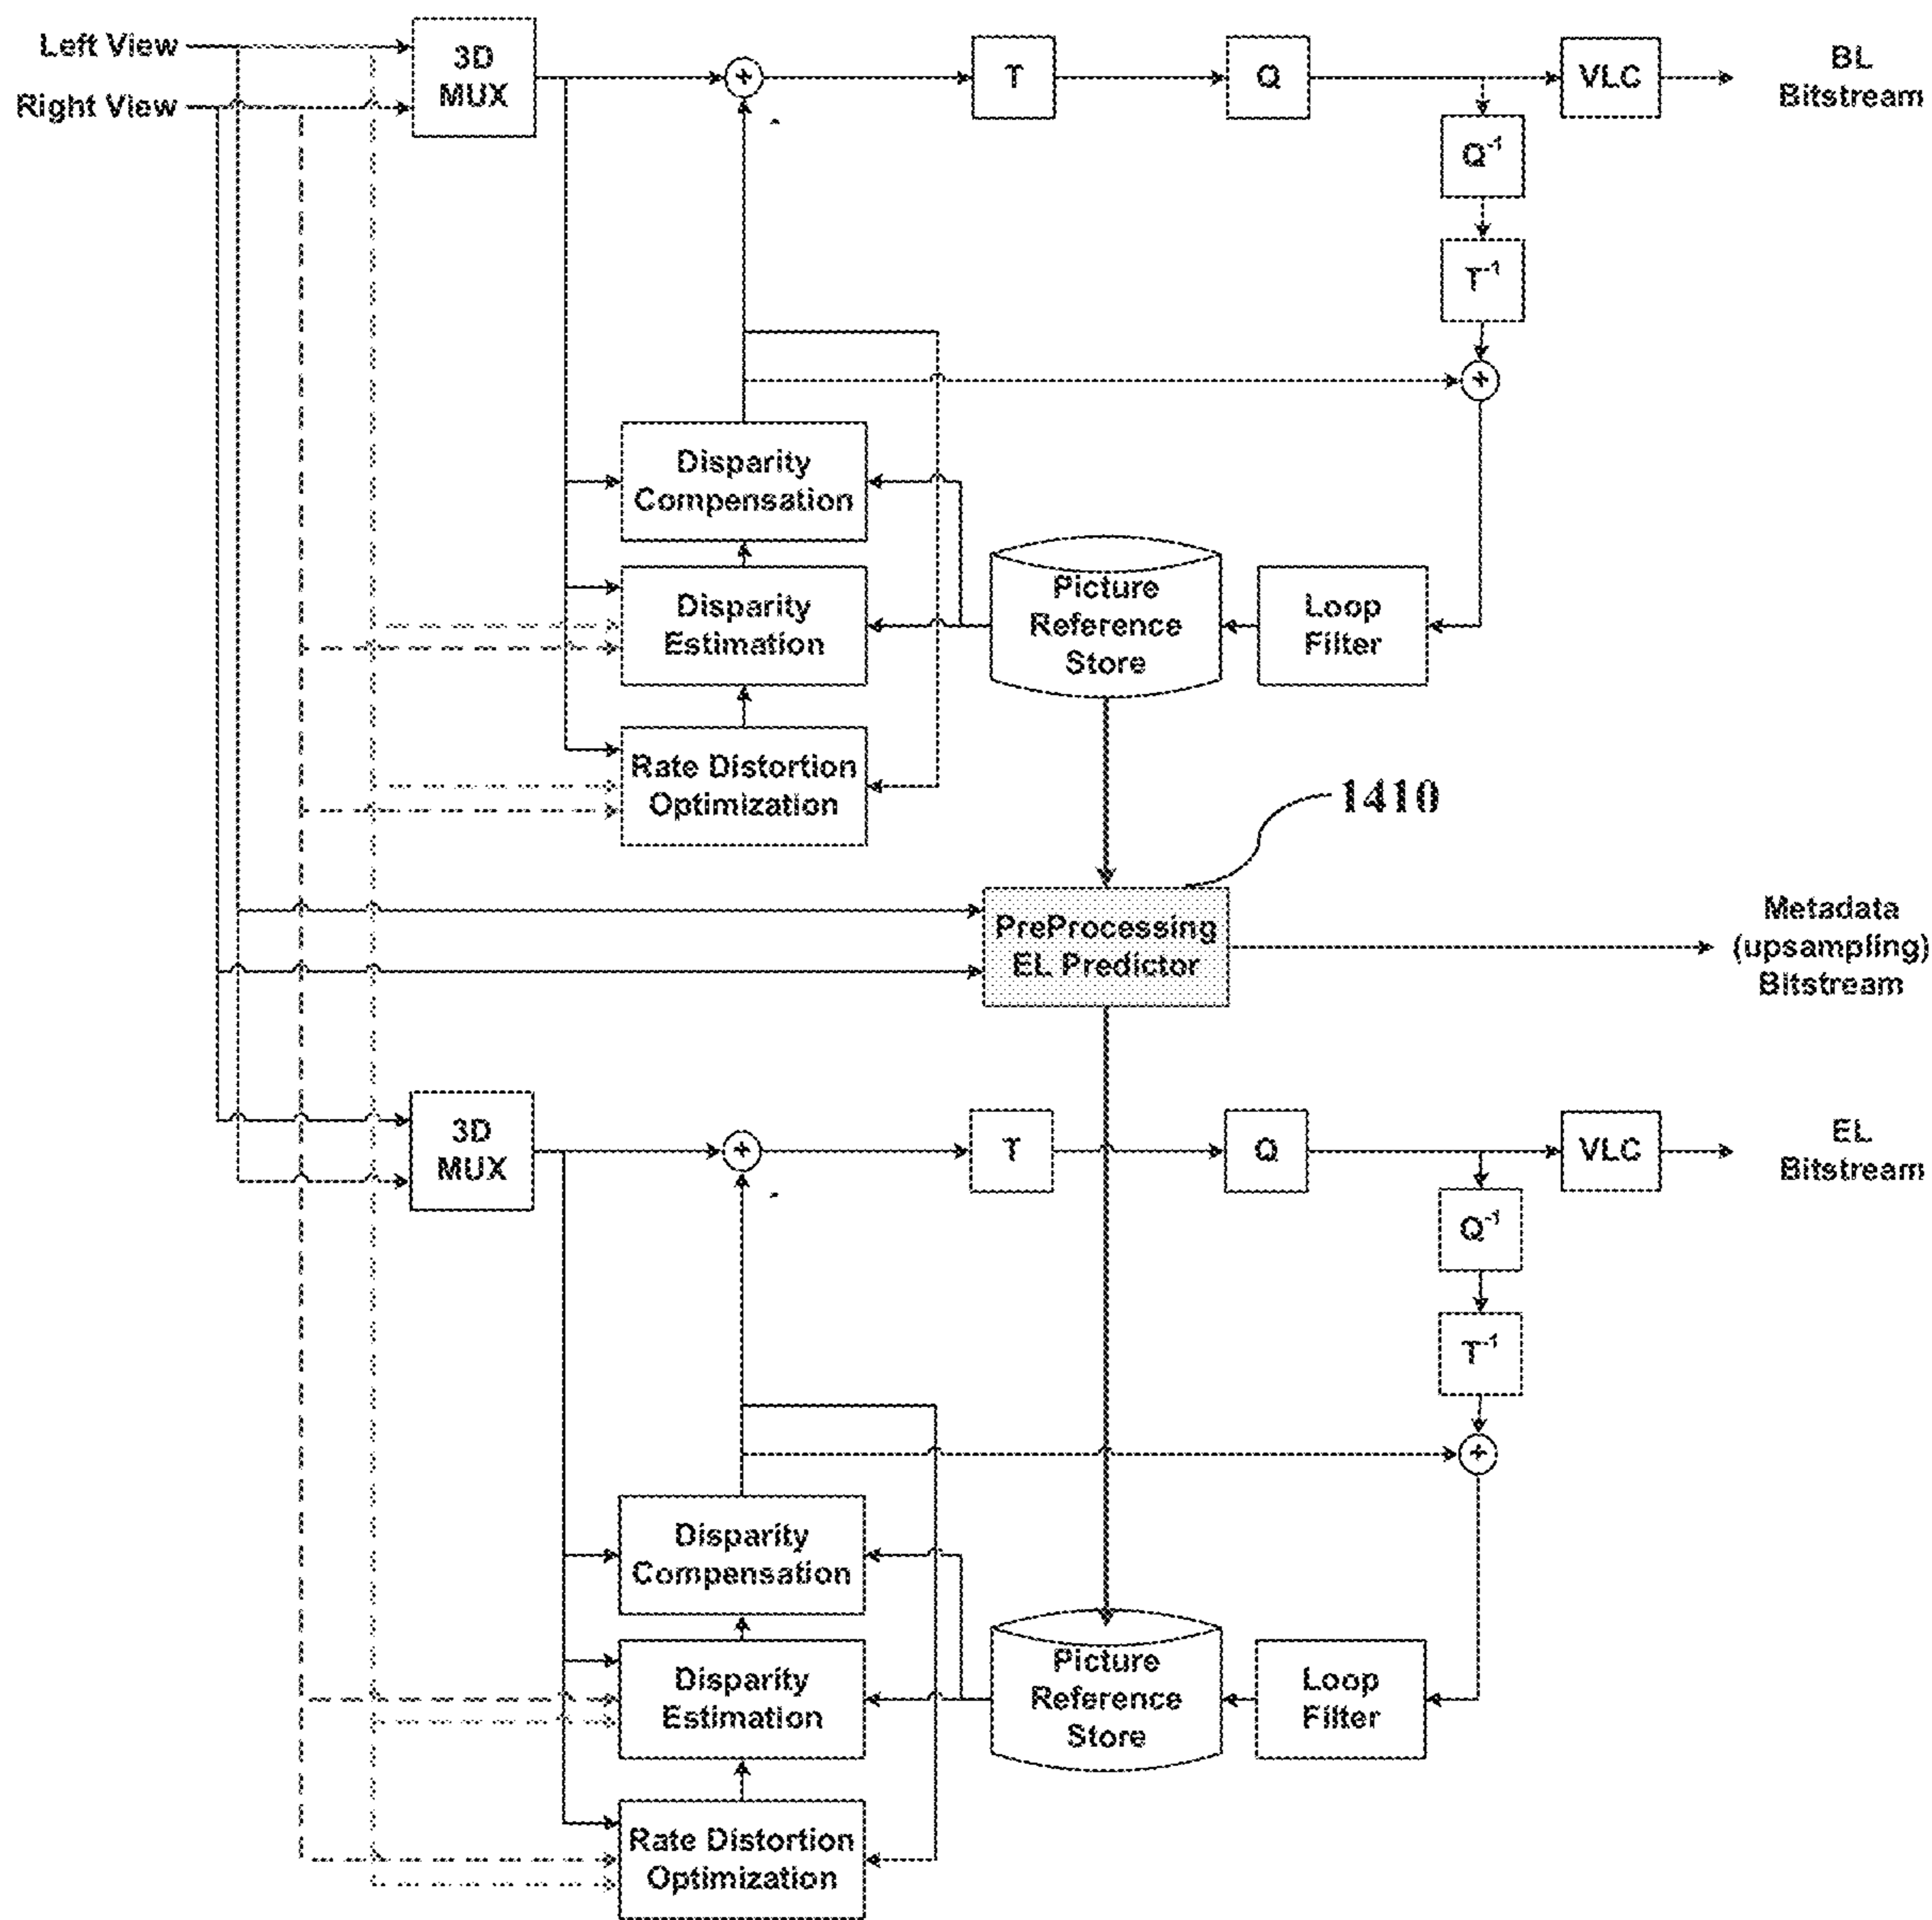 Left View
Right View
3D
MUX
+
T
Q
VLC
BL
Bitstream
Q-1
T-1
+
Disparity
Compensation
Disparity
Estimation
Picture
Reference
Store
Loop
Filter
Rate Distortion
Optimization
1410
PreProcessing
EL Predictor
Metadata
(upsampling)
Bitstream
3D
MUX
+
T
Q
VLC
EL
Bitstream
Q-1
T-1
+
Disparity
Compensation
Disparity
Estimation
Picture
Reference
Store
Loop
Filter
Rate Distortion
Optimization